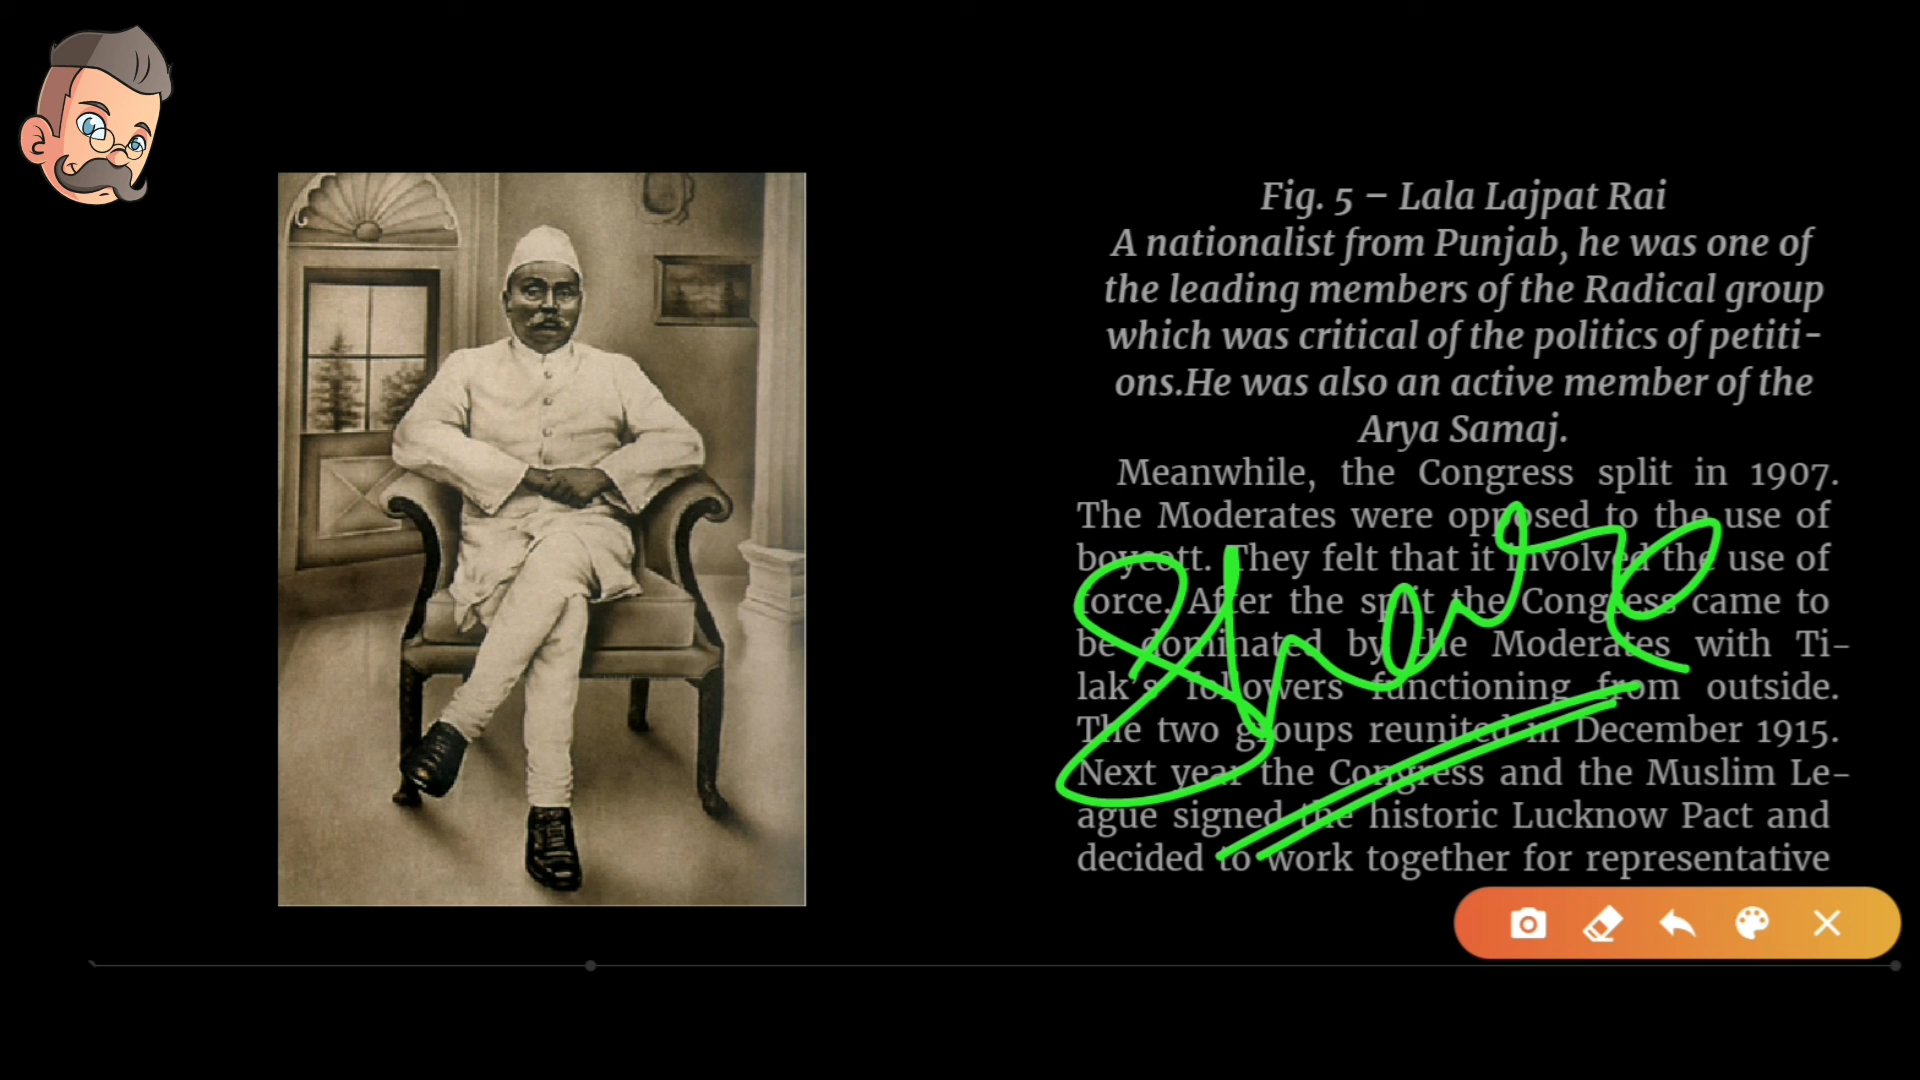 Fig. 5 – Lala Lajpat Rai
A nationalist from Punjab, he was one of
the leading members of the Radical group
which was critical of the politics of petiti-
ons.He was also an active member of the
Arya Samaj.
Meanwhile, the Congress split in 1907.
The Moderates were opposed to the use of
boycott. They felt that it involved the use of
force. After the split the Congress came to
be dominated by the Moderates with Ti-
lak's followers functioning from outside.
The two groups reunited in December 1915.
Next year the Congress and the Muslim Le-
ague signed the historic Lucknow Pact and
decided to work together for representative
Share